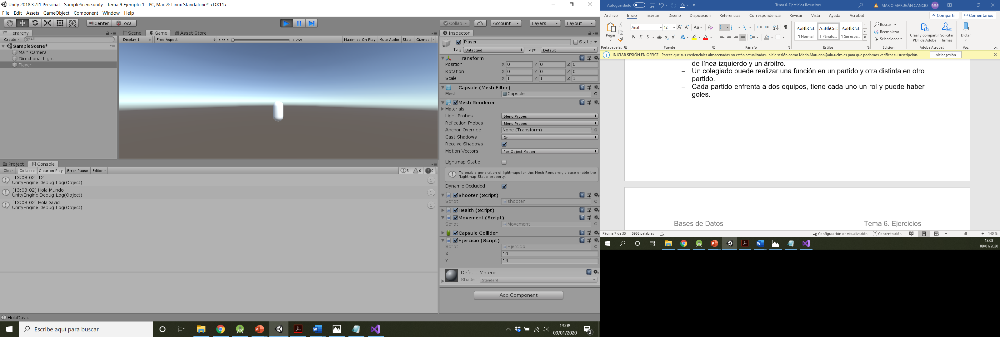 Unity 2018.3.7f1 Personal - SampleScene.unity - Tema 9 Ejemplo 1 - PC, Mac & Linux Standalone* <DX11>
File Edit Assets GameObject Component Window Help
Center Local
Collab Account Layers Layout
Hierarchy
Create All
SampleScene*
Main Camera
Directional Light
Player
Scene Game Asset Store
Display 1 Free Aspect Scale 1,25x Maximize On Play Mute Audio Stats Gizmos
Project Console
Clear Collapse Clear on Play Error Pause Editor 3 0 0
[13:08:02] 12
UnityEngine.Debug:Log(Object)
1
[13:08:02] Hola Mundo
UnityEngine.Debug:Log(Object)
1
[13:08:02] HolaDavid
UnityEngine.Debug:Log(Object)
1
HolaDavid
Inspector
Player Static
Tag Untagged Layer Default
Transform
Position X 0 Y 0 Z 0
Rotation X 0 Y 0 Z 0
Scale X 1 Y 1 Z 1
Capsule (Mesh Filter)
Mesh Capsule
Mesh Renderer
Materials
Light Probes Blend Probes
Reflection Probes Blend Probes
Anchor Override None (Transform)
Cast Shadows On
Receive Shadows
Motion Vectors Per Object Motion
Lightmap Static
To enable generation of lightmaps for this Mesh Renderer, please enable the
'Lightmap Static' property.
Dynamic Occluded
Shooter (Script)
Script shooter
Health (Script)
Movement (Script)
Script Movement
Capsule Collider
Ejercicio (Script)
Script Ejercicio
X 10
Y 14
Default-Material
Shader Standard
Add Component
Escribe aquí para buscar
13:08
09/01/2020
2
Autoguardado Tema 6. Ejercicios Resueltos MARIO MARUGÁN CANCIO MM
Archivo Inicio Insertar Diseño Disposición Referencias Correspondencia Revisar Vista Ayuda Acrobat Compartir Comentarios
Pegar
Portapapeles
Arial 12 Aa
N K S ab x₂ x²
Fuente
Párrafo
AaBbCcI AaBbCcI AaBbCcI
¶ Normal ¶ Párrafo... ¶ Sin espa...
Estilos
Buscar
Reemplazar
Seleccionar
Edición
Crear y compartir
PDF de Adobe
Solicitar
firmas
Adobe Acrobat
Dictar
Voz
INICIAR SESIÓN EN OFFICE Parece que sus credenciales almacenadas no están actualizadas. Inicie sesión como Mario.Marugan@alu.uclm.es para que podamos verificar su suscripción. Iniciar sesión
de línea izquierdo y un árbitro.
– Un colegiado puede realizar una función en un partido y otra distinta en otro
partido.
– Cada partido enfrenta a dos equipos, tiene cada uno un rol y puede haber
goles.
Bases de Datos Tema 6. Ejercicios
Página 7 de 35 5966 palabras Configuración de visualización Concentración 140 %
13:08
09/01/2020